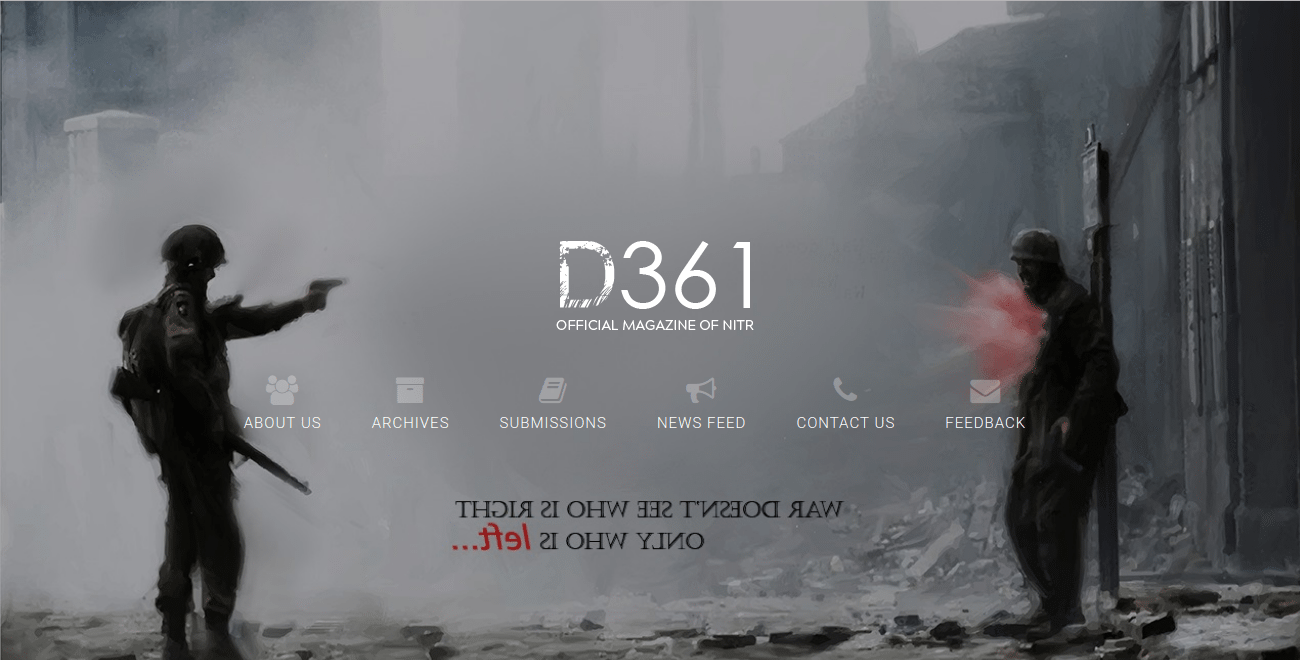 D361
OFFICIAL MAGAZINE OF NITR
ABOUT US ARCHIVES SUBMISSIONS NEWS FEED CONTACT US FEEDBACK
WAR DOESN'T SEE WHO IS RIGHT
ONLY WHO IS left...